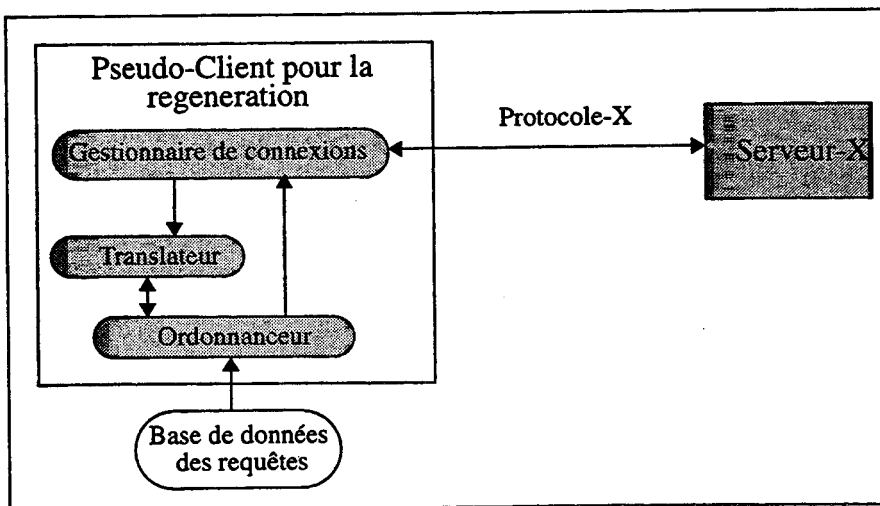 Pseudo-Client pour la
regeneration
Gestionnaire de connexions
Protocole-X
Serveur-X
Translateur
Ordonnanceur
Base de données
des requêtes